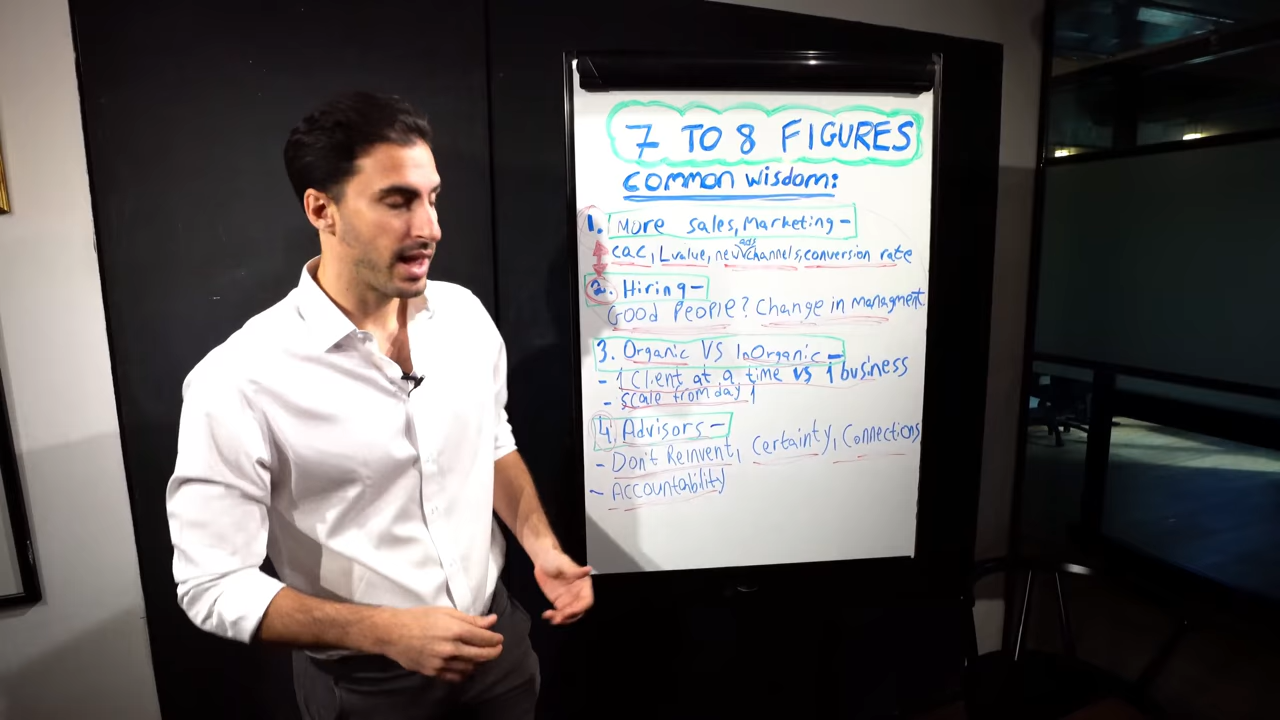 7 TO 8 FIGURES
common wisdom:
1. More sales, Marketing -
CAC, L value, new ads channels, conversion rate
2. Hiring -
Good People? Change in managment.
3. Organic VS InOrganic -
- 1 Client at a time vs 1 business
- scale from day 1
4 Advisors -
- Don't Reinvent, Certainty, Connections
- Accountability